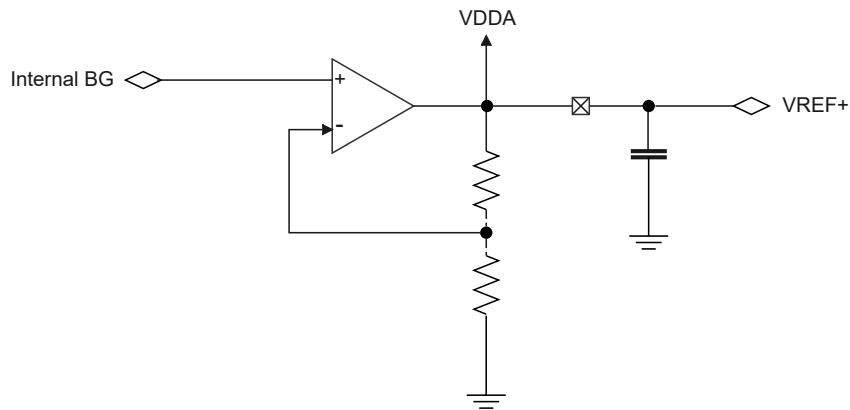 VDDA
Internal BG
+
-
VREF+